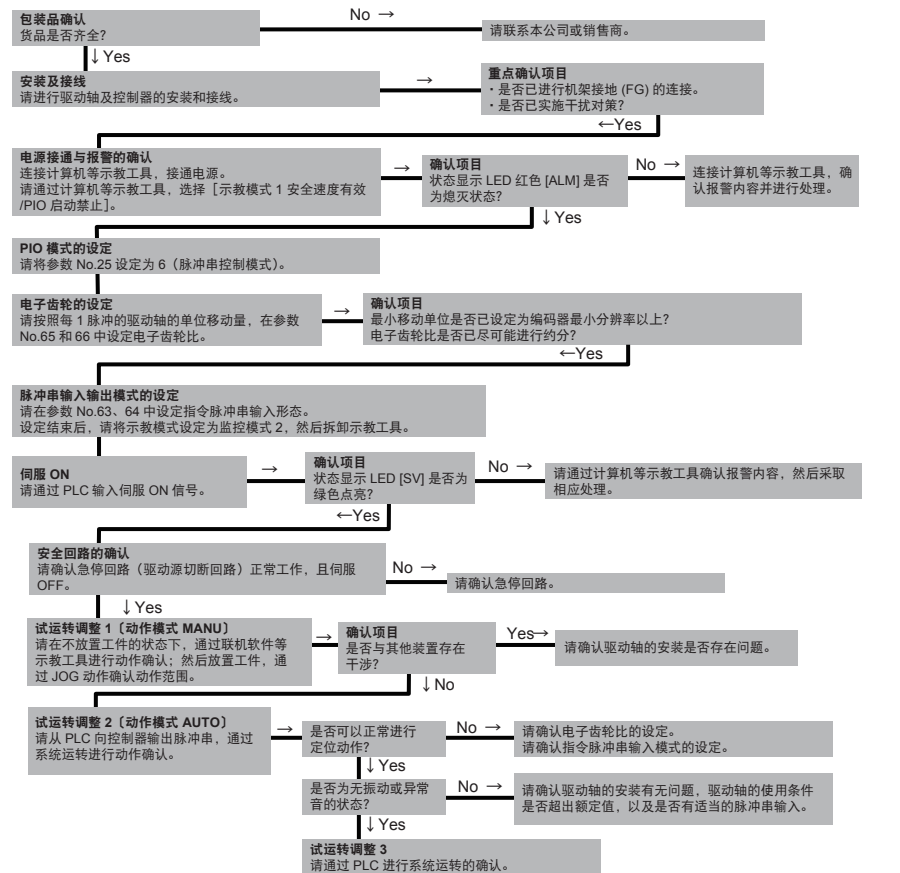 包装品确认
货品是否齐全?
No →
请联系本公司或销售商。
↓Yes
安装及接线
请进行驱动轴及控制器的安装和接线。
→
重点确认项目
・是否已进行机架接地 (FG) 的连接。
・是否已实施干扰对策?
←Yes
电源接通与报警的确认
连接计算机等示教工具，接通电源。
请通过计算机等示教工具，选择［示教模式 1 安全速度有效
/PIO 启动禁止］。
→
确认项目
状态显示 LED 红色 [ALM] 是否
为熄灭状态?
No →
连接计算机等示教工具，确
认报警内容并进行处理。
↓Yes
PIO 模式的设定
请将参数 No.25 设定为 6（脉冲串控制模式）。
电子齿轮的设定
请按照每 1 脉冲的驱动轴的单位移动量，在参数
No.65 和 66 中设定电子齿轮比。
→
确认项目
最小移动单位是否已设定为编码器最小分辨率以上?
电子齿轮比是否已尽可能进行约分?
←Yes
脉冲串输入输出模式的设定
请在参数 No.63、64 中设定指令脉冲串输入形态。
设定结束后，请将示教模式设定为监控模式 2，然后拆卸示教工具。
伺服 ON
请通过 PLC 输入伺服 ON 信号。
→
确认项目
状态显示 LED [SV] 是否为
绿色点亮?
No →
请通过计算机等示教工具确认报警内容，然后采取
相应处理。
←Yes
安全回路的确认
请确认急停回路（驱动源切断回路）正常工作，且伺服
OFF。
No →
请确认急停回路。
↓Yes
试运转调整 1〔动作模式 MANU〕
请在不放置工件的状态下，通过联机软件等
示教工具进行动作确认；然后放置工件，通
过 JOG 动作确认动作范围。
→
确认项目
是否与其他装置存在
干涉?
Yes→
请确认驱动轴的安装是否存在问题。
↓No
试运转调整 2〔动作模式 AUTO〕
请从 PLC 向控制器输出脉冲串，通过
系统运转进行动作确认。
→
是否可以正常进行
定位动作?
No →
请确认电子齿轮比的设定。
请确认指令脉冲串输入模式的设定。
↓Yes
是否为无振动或异常
音的状态?
No →
请确认驱动轴的安装有无问题，驱动轴的使用条件
是否超出额定值，以及是否有适当的脉冲串输入。
↓Yes
试运转调整 3
请通过 PLC 进行系统运转的确认。